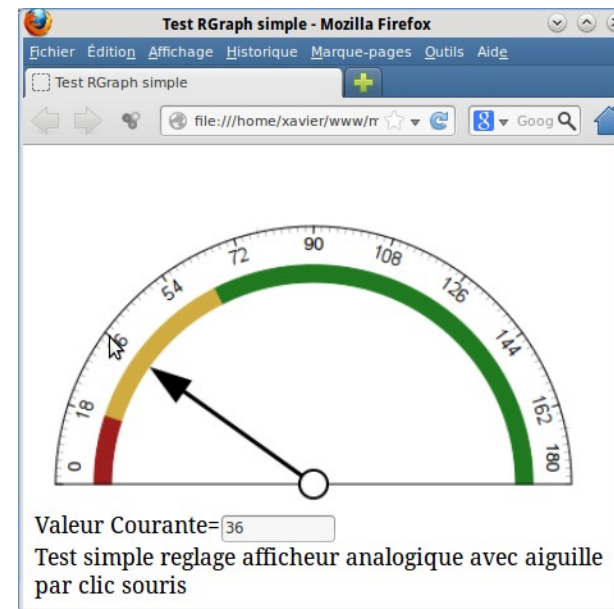 Test RGraph simple - Mozilla Firefox
Fichier Édition Affichage Historique Marque-pages Outils Aide
Test RGraph simple
file:///home/xavier/www/m
8 Goog
0
18
54
72
90
108
126
144
162
180
Valeur Courante= 36
Test simple reglage afficheur analogique avec aiguille
par clic souris